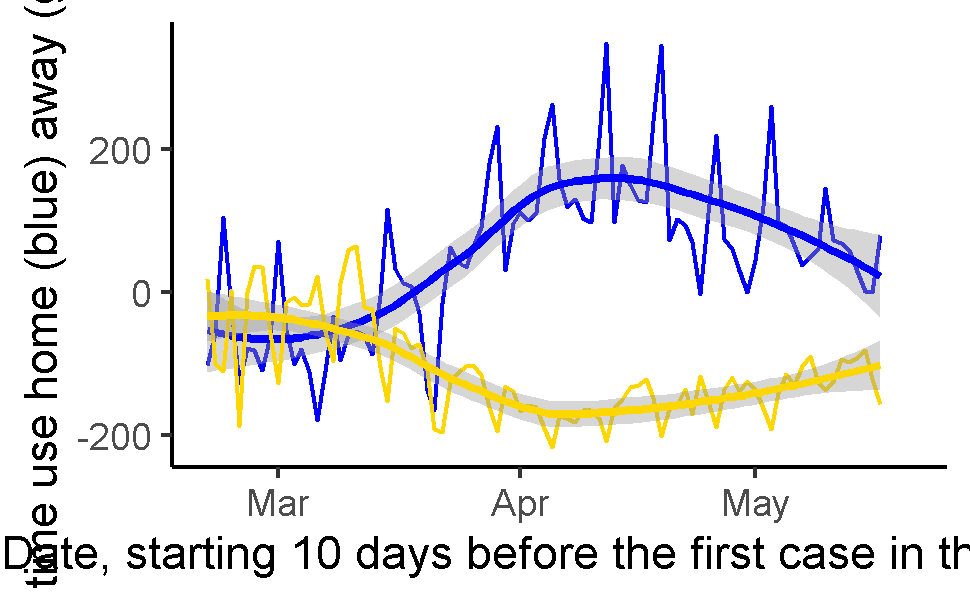 time use home (blue) away (
200
0
-200
Mar Apr May
Date, starting 10 days before the first case in th